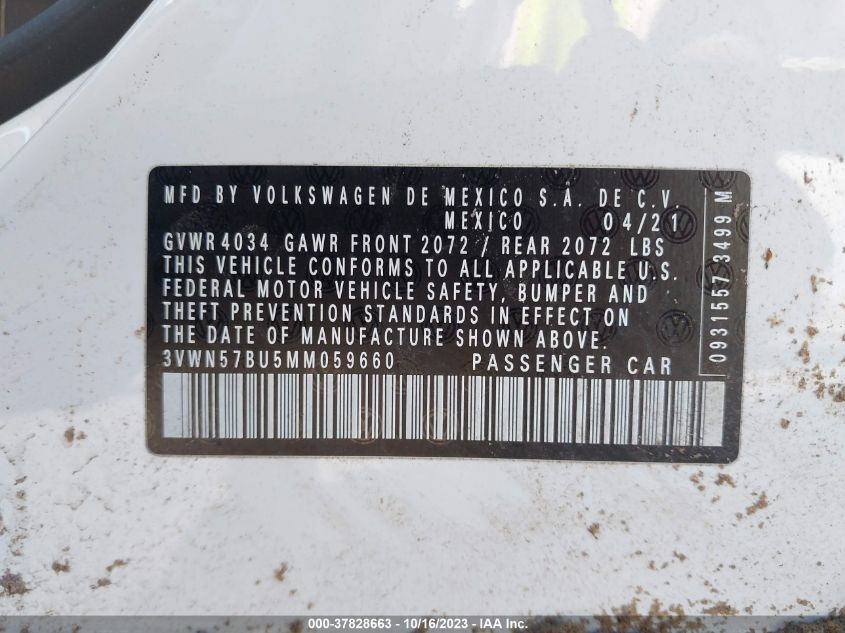 MFD BY VOLKSWAGEN DE MEXICO S.A. DE C.V.
MEXICO 04/21
GVWR 4034 GAWR FRONT 2072 / REAR 2072 LBS
THIS VEHICLE CONFORMS TO ALL APPLICABLE U.S.
FEDERAL MOTOR VEHICLE SAFETY, BUMPER AND
THEFT PREVENTION STANDARDS IN EFFECT ON
THE DATE OF MANUFACTURE SHOWN ABOVE.
3VWN57BU5MM059660 PASSENGER CAR
0931557 3499 M
000-37828663 - 10/16/2023 - IAA Inc.